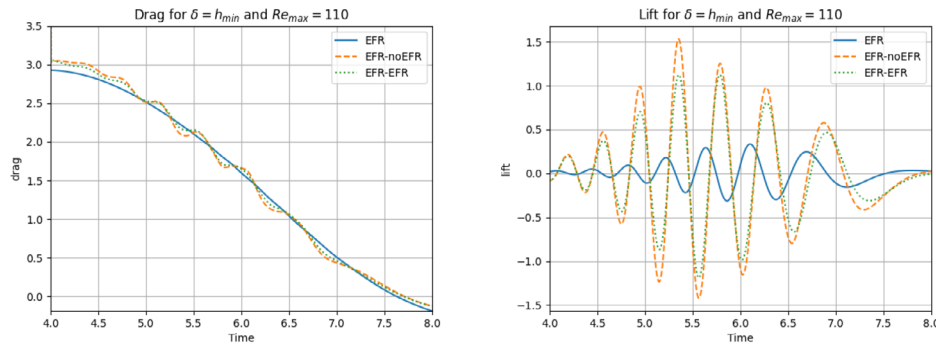 Drag for δ = h_min and Re_max = 110
EFR
EFR-noEFR
EFR-EFR
drag
3.5
3.0
2.5
2.0
1.5
1.0
0.5
0.0
4.0 4.5 5.0 5.5 6.0 6.5 7.0 7.5 8.0
Time
Lift for δ = h_min and Re_max = 110
EFR
EFR-noEFR
EFR-EFR
lift
1.5
1.0
0.5
0.0
−0.5
−1.0
−1.5
4.0 4.5 5.0 5.5 6.0 6.5 7.0 7.5 8.0
Time